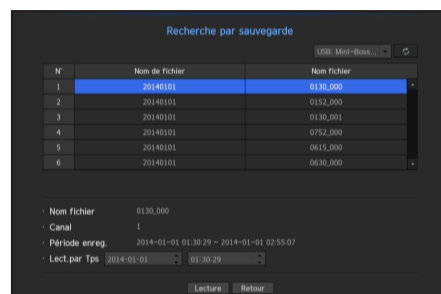 Recherche par sauvegarde
USB: Mini-Boss...
N° Nom de fichier Nom fichier
1 20140101 0130_000
2 20140101 0152_000
3 20140101 0130_001
4 20140101 0752_000
5 20140101 0615_000
6 20140101 0630_000
· Nom fichier 0130_000
· Canal 1
· Période enreg. 2014-01-01 01:30:29 ~ 2014-01-01 02:55:07
· Lect.par Tps 2014-01-01 01:30:29
Lecture Retour